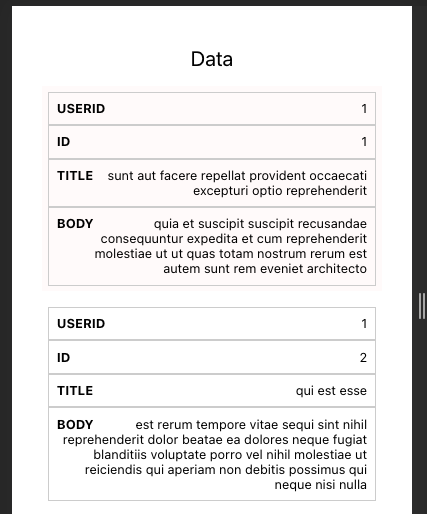 Data
USERID 1
ID 1
TITLE sunt aut facere repellat provident occaecati
excepturi optio reprehenderit
BODY quia et suscipit suscipit recusandae
consequuntur expedita et cum reprehenderit
molestiae ut ut quas totam nostrum rerum est
autem sunt rem eveniet architecto
USERID 1
ID 2
TITLE qui est esse
BODY est rerum tempore vitae sequi sint nihil
reprehenderit dolor beatae ea dolores neque fugiat
blanditiis voluptate porro vel nihil molestiae ut
reiciendis qui aperiam non debitis possimus qui
neque nisi nulla